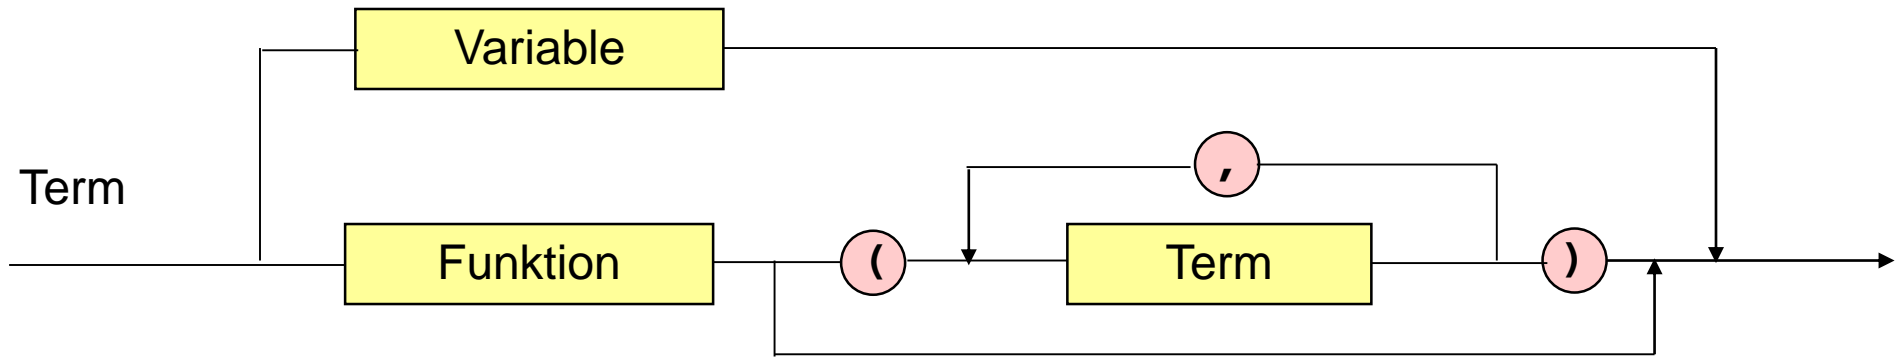 Variable
,
Term
Funktion
(
Term
)